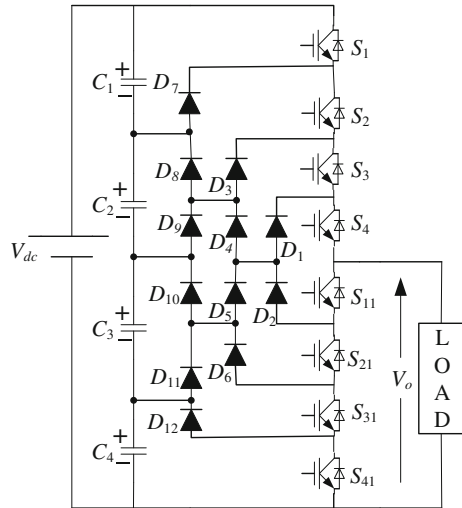 S1
C1 + −
D7
S2
D8
D3
S3
C2 + −
D9
D4
D1
S4
Vdc
D10
D5
D2
S11
C3 + −
D6
S21
Vo
LOAD
D11
D12
S31
C4 + −
S41